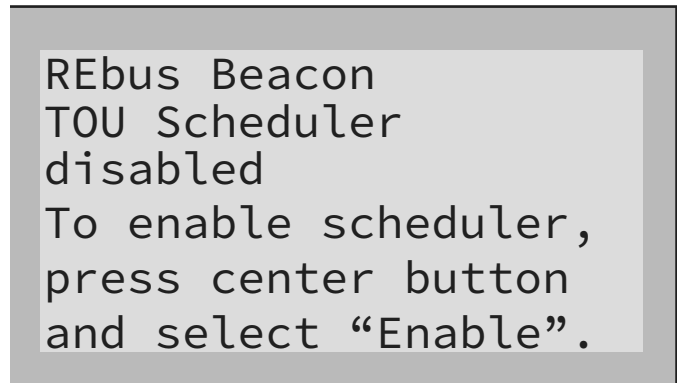 REbus Beacon
TOU Scheduler
disabled
To enable scheduler,
press center button
and select “Enable”.